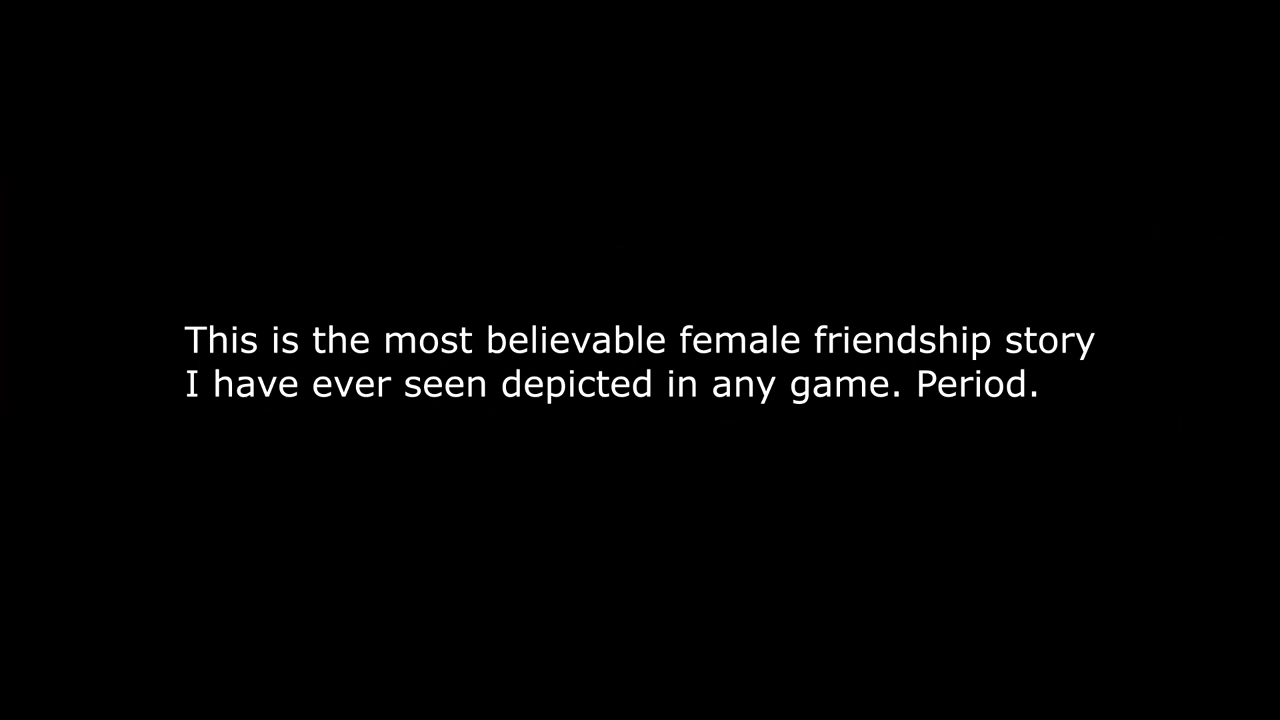 This is the most believable female friendship story
I have ever seen depicted in any game. Period.